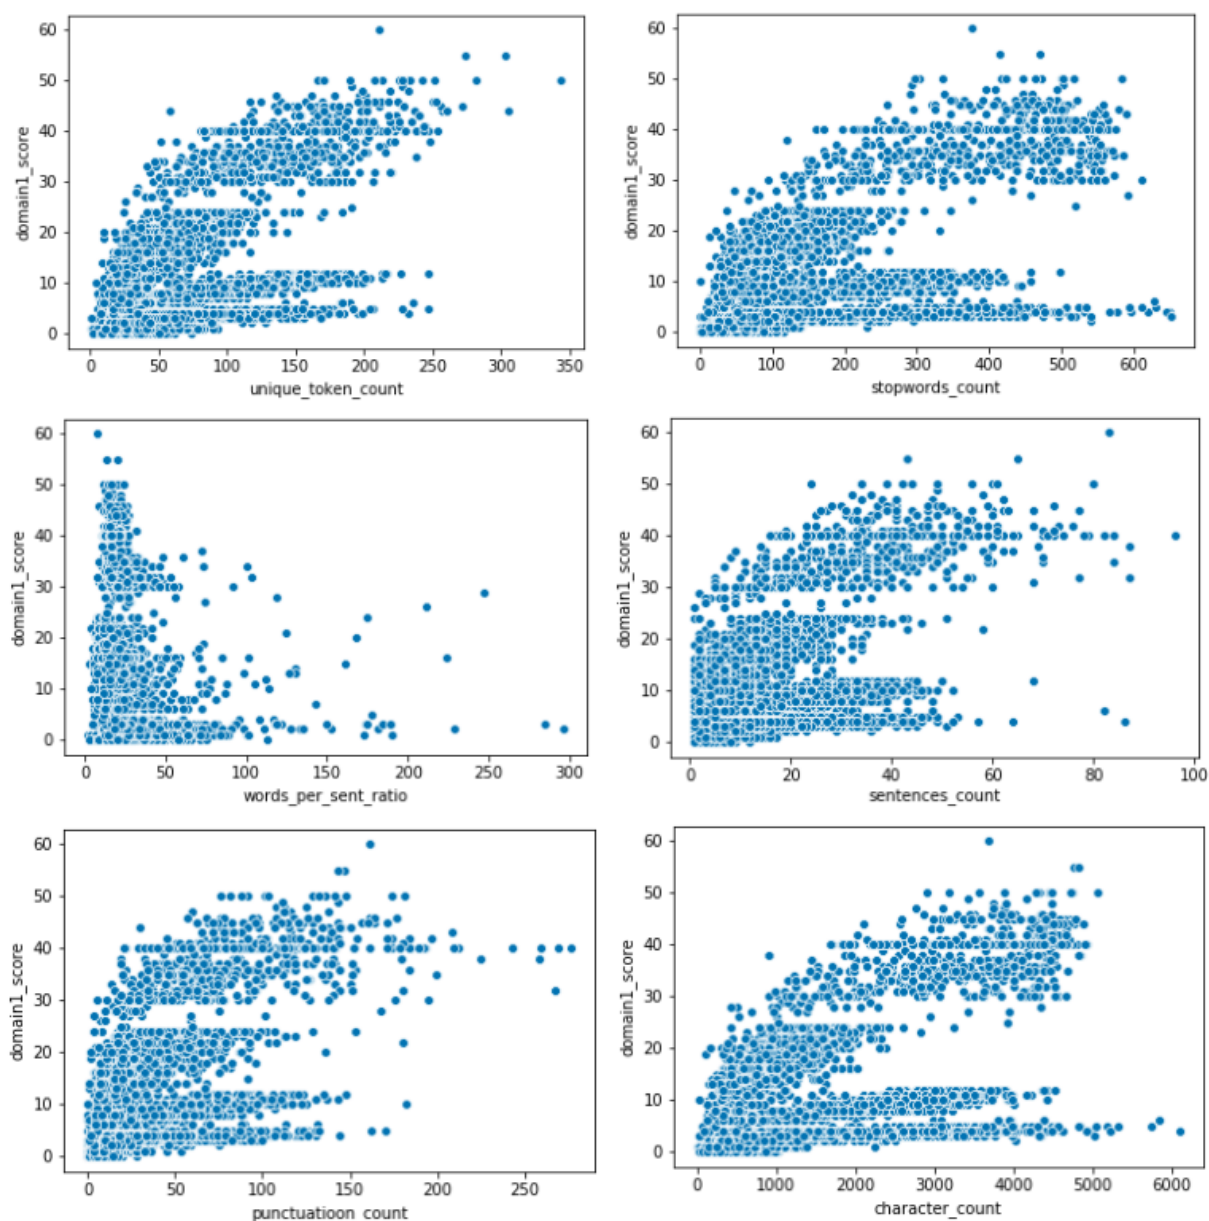 60
50
40
30
20
10
0
domain1_score
0 50 100 150 200 250 300 350
unique_token_count
60
50
40
30
20
10
0
domain1_score
0 100 200 300 400 500 600
stopwords_count
60
50
40
30
20
10
0
domain1_score
0 50 100 150 200 250 300
words_per_sent_ratio
60
50
40
30
20
10
0
domain1_score
0 20 40 60 80 100
sentences_count
60
50
40
30
20
10
0
domain1_score
0 50 100 150 200 250
punctuatioon_count
60
50
40
30
20
10
0
domain1_score
0 1000 2000 3000 4000 5000 6000
character_count